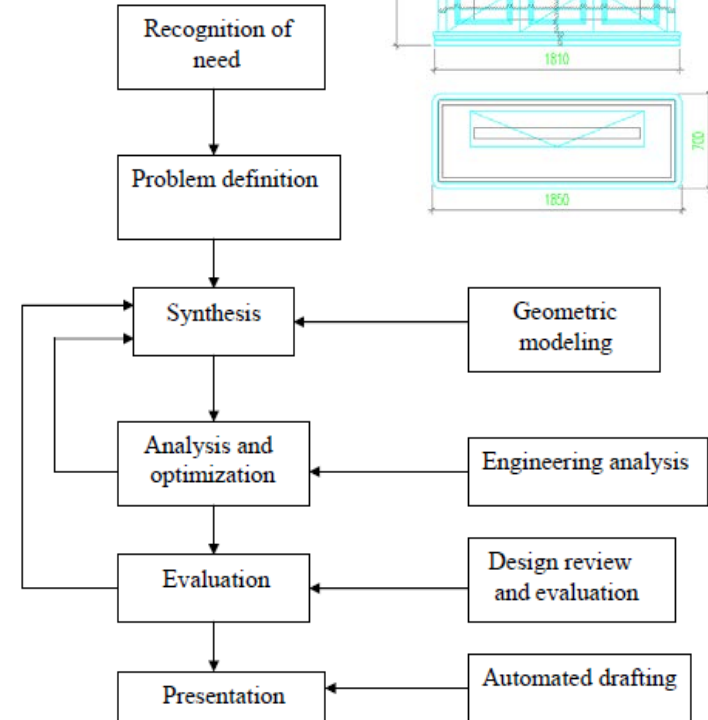 Recognition of
need
1810
Problem definition
700
1850
Synthesis
Geometric
modeling
Analysis and
optimization
Engineering analysis
Evaluation
Design review
and evaluation
Presentation
Automated drafting